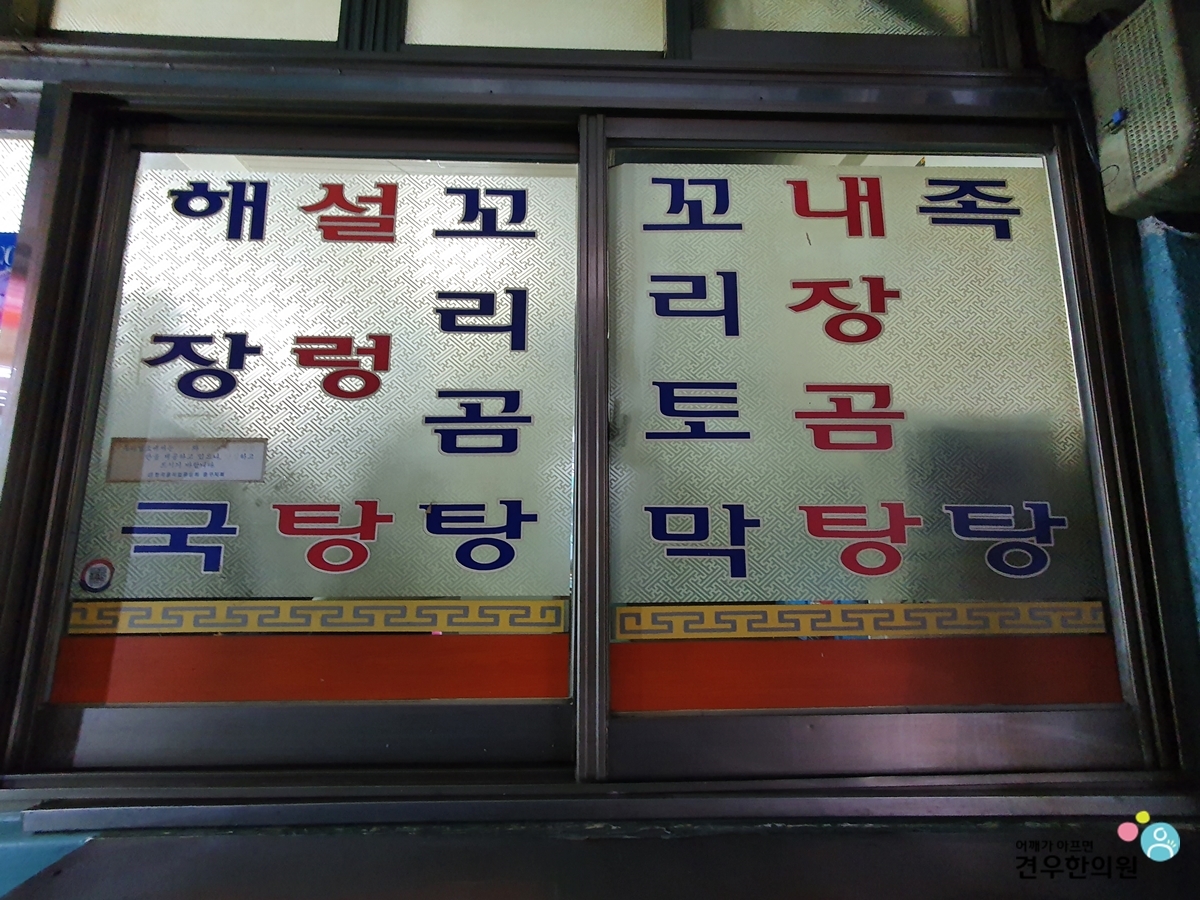 해장국
설렁탕
꼬리곰탕
꼬리토막
내장곰탕
족탕
어깨가 아프면
견우한의원